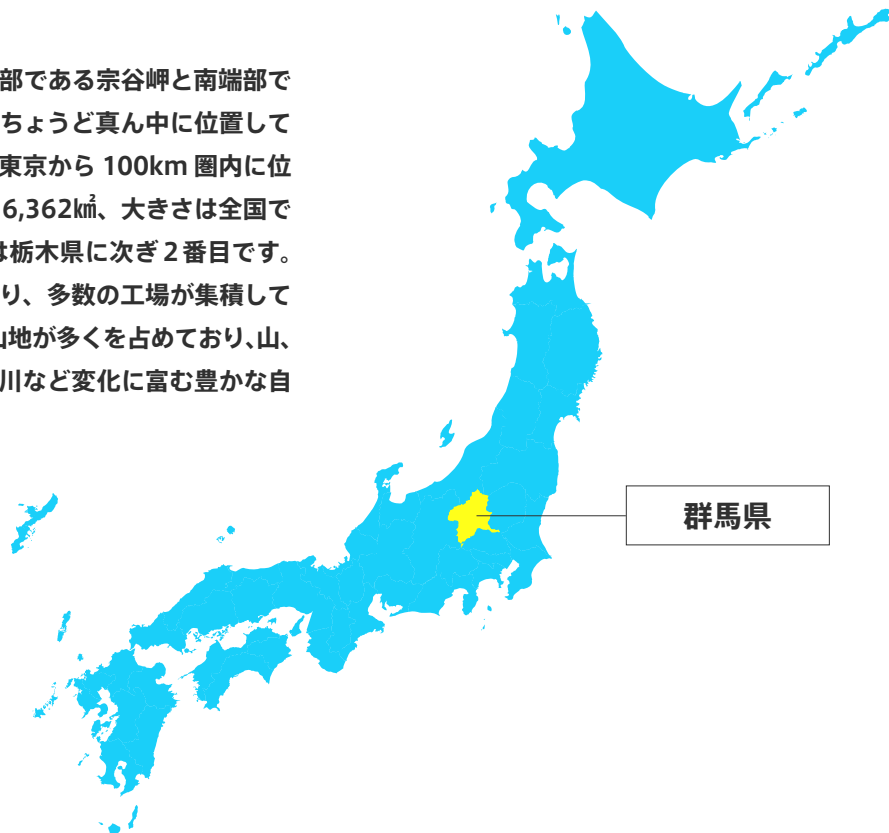 部である宗谷岬と南端部で
ちょうど真ん中に位置して
東京から 100km 圏内に位
6,362㎢、大きさは全国で
は栃木県に次ぎ２番目です。
り、多数の工場が集積して
山地が多くを占めており、山、
川など変化に富む豊かな自
群馬県